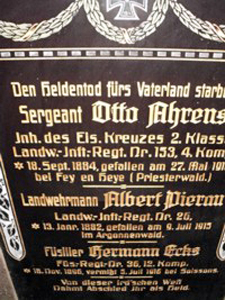 Den Heldentod fürs Vaterland starb
Sergeant Otto Ahrens
Inh. des Eis. Kreuzes 2. Klass
Landw.-Inft.-Regt. Nr. 153, 4. Komp
* 18. Sept. 1884, gefallen am 27. Mai 191
bei Fey en Heye (Priesterwald.)
Landwehrmann Albert Pierau
Landw.-Inft.-Regt. Nr. 26,
* 13. Janr. 1882, gefallen am 9. Juli 1915
im Argonnenwald.
Füsilier Hermann Ecks
Füs.-Regt. Nr. 36, 12. Komp.
* 18. Nov. 1896, vermißt 3. Juli 1916 bei Soissons.
Von dieser ird'schen Welt
Nahmt Abschied Ihr als Held.